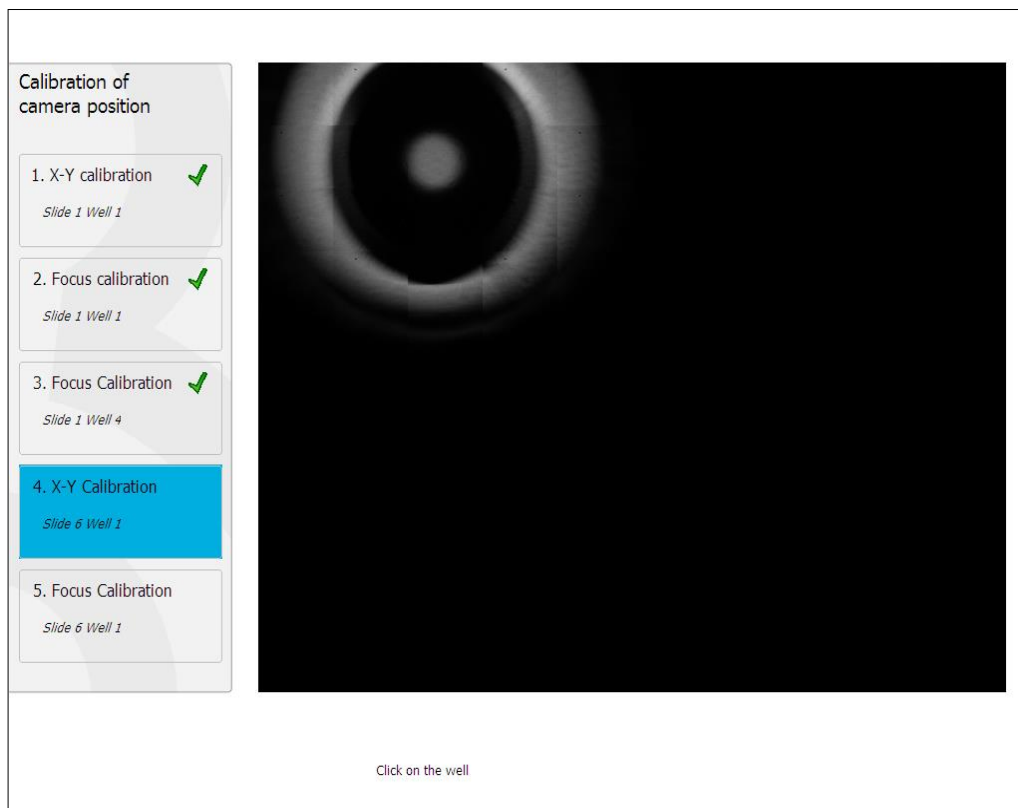 Calibration of
camera position
1. X-Y calibration
Slide 1 Well 1
2. Focus calibration
Slide 1 Well 1
3. Focus Calibration
Slide 1 Well 4
4. X-Y Calibration
Slide 6 Well 1
5. Focus Calibration
Slide 6 Well 1
Click on the well